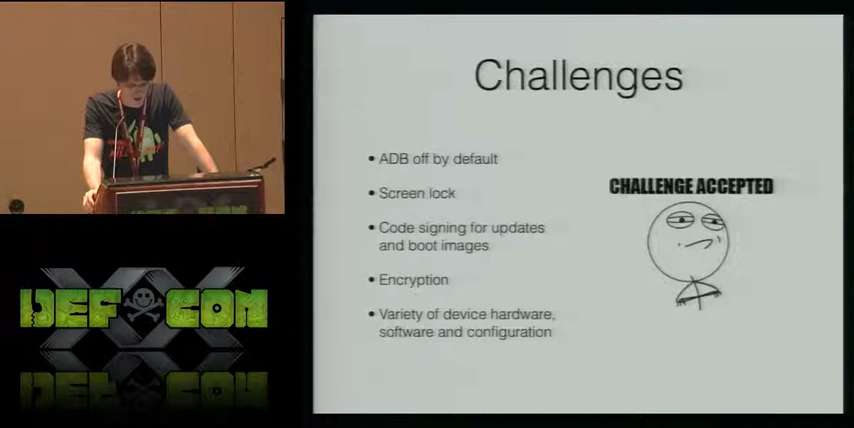 Challenges
• ADB off by default
• Screen lock
• Code signing for updates
and boot images
• Encryption
• Variety of device hardware,
software and configuration
CHALLENGE ACCEPTED
DEF CON
XX